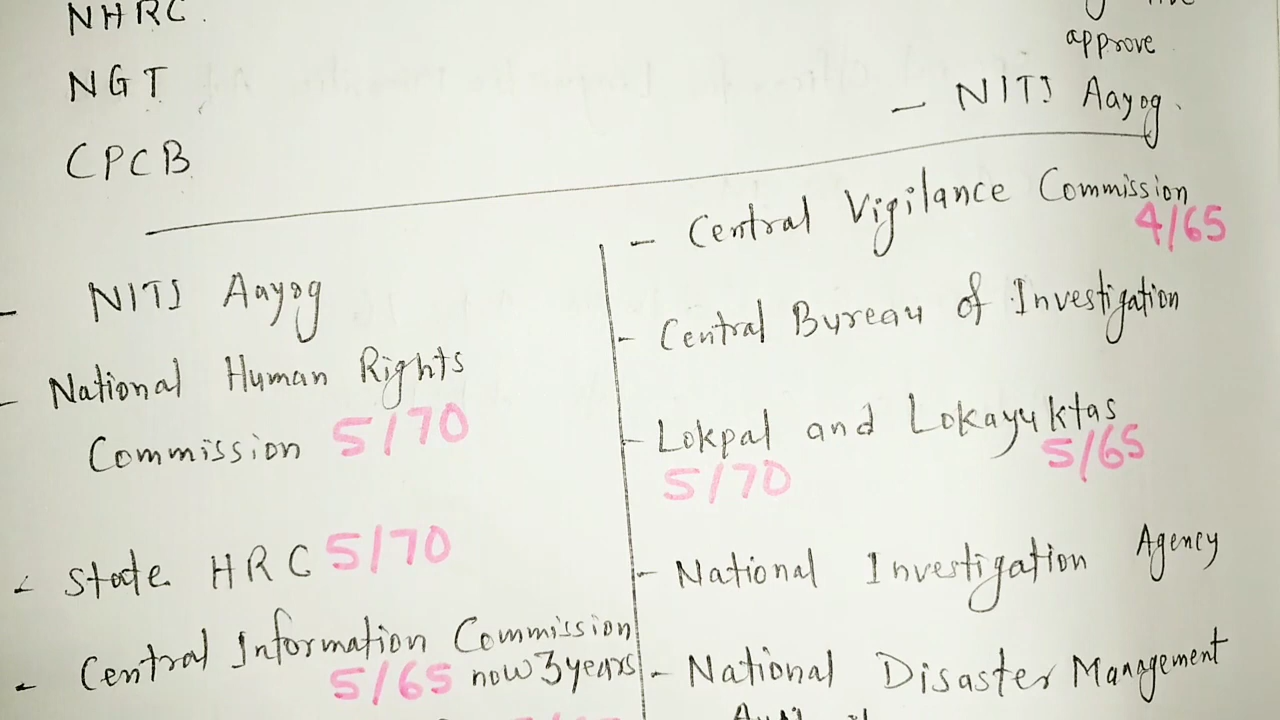 NHRC.
NGT
CPCB
approve
- NITI Aayog.
- NITI Aayog
- National Human Rights
Commission 5/70
- State HRC 5/70
- Central Information Commission
5/65 now 3 years
- Central Vigilance Commission
4/65
- Central Bureau of Investigation
- Lokpal and Lokayuktas
5/70 5/65
- National Investigation Agency
- National Disaster Management